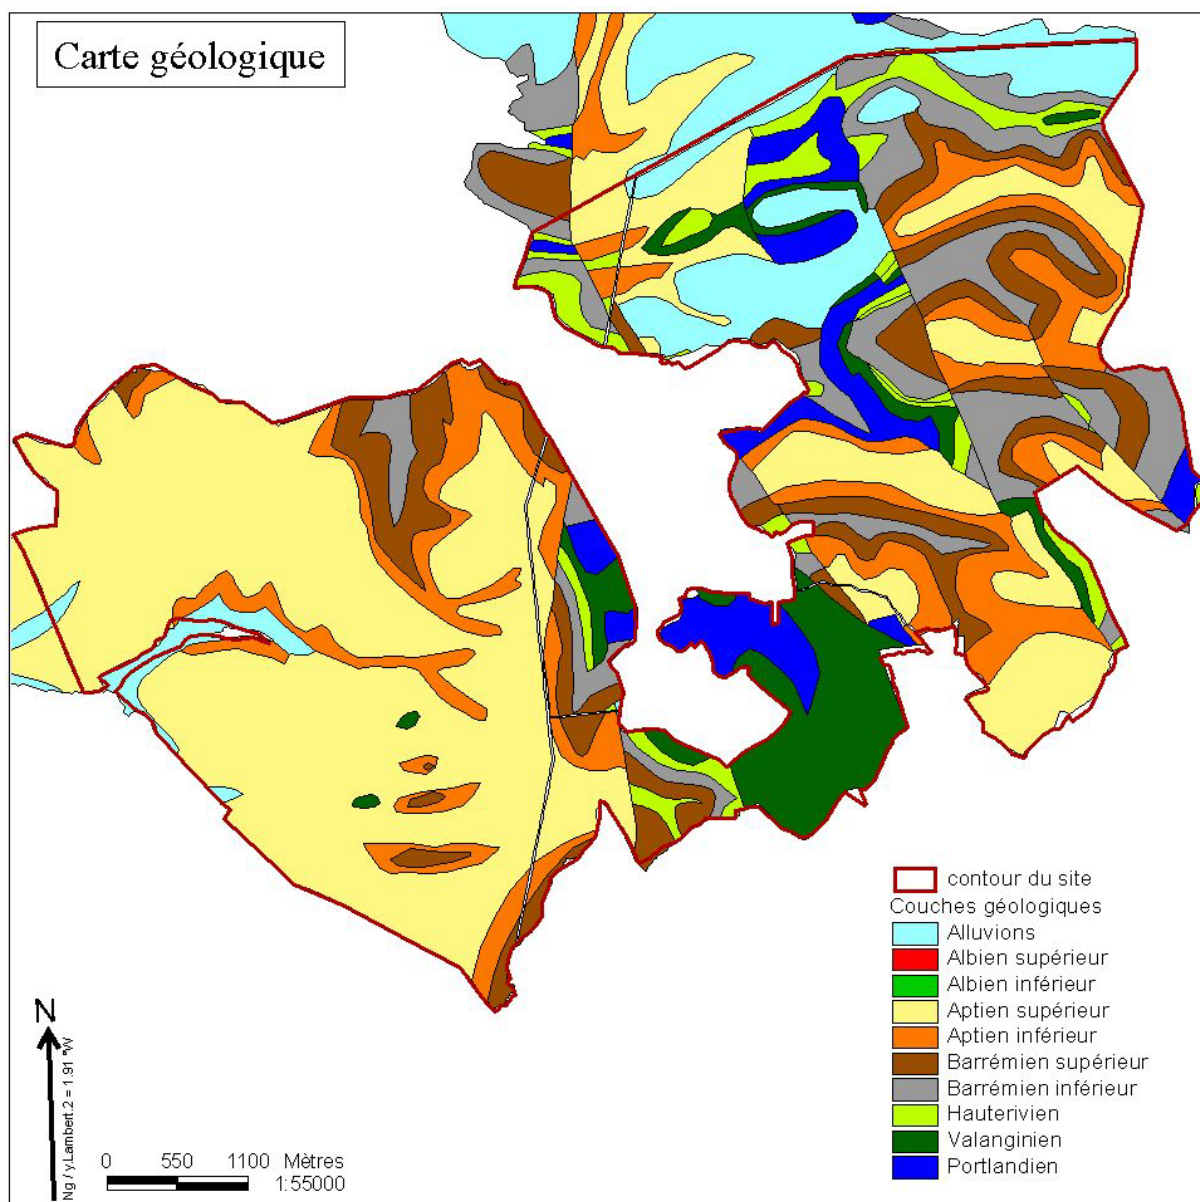 Carte géologique
contour du site
Couches géologiques
Alluvions
Albien supérieur
Albien inférieur
Aptien supérieur
Aptien inférieur
Barrémien supérieur
Barrémien inférieur
Hauterivien
Valanginien
Portlandien
N
Ng / y.Lambert.2 = 1.91 °W
0 550 1100 Mètres
1:55000